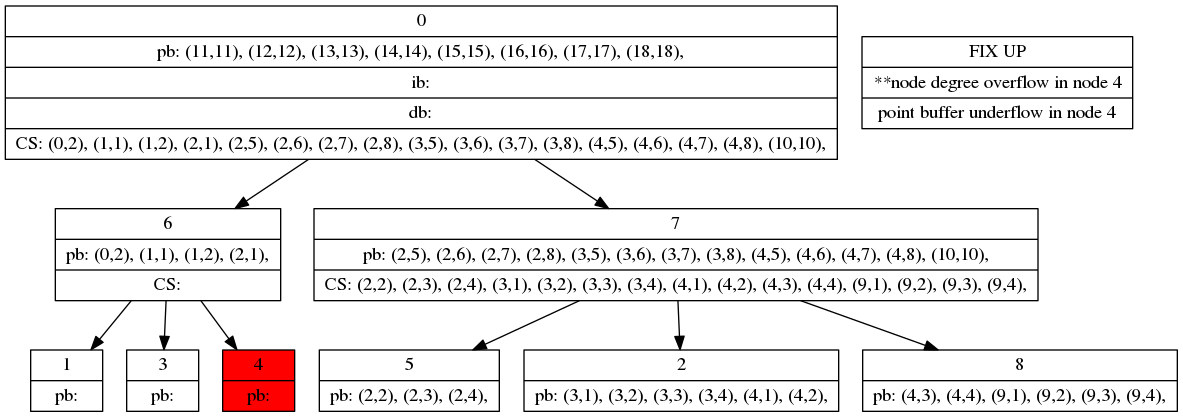 0
pb: (11,11), (12,12), (13,13), (14,14), (15,15), (16,16), (17,17), (18,18),
ib:
db:
CS: (0,2), (1,1), (1,2), (2,1), (2,5), (2,6), (2,7), (2,8), (3,5), (3,6), (3,7), (3,8), (4,5), (4,6), (4,7), (4,8), (10,10),
FIX UP
**node degree overflow in node 4
point buffer underflow in node 4
6
pb: (0,2), (1,1), (1,2), (2,1),
CS:
7
pb: (2,5), (2,6), (2,7), (2,8), (3,5), (3,6), (3,7), (3,8), (4,5), (4,6), (4,7), (4,8), (10,10),
CS: (2,2), (2,3), (2,4), (3,1), (3,2), (3,3), (3,4), (4,1), (4,2), (4,3), (4,4), (9,1), (9,2), (9,3), (9,4),
1
pb:
3
pb:
4
pb:
5
pb: (2,2), (2,3), (2,4),
2
pb: (3,1), (3,2), (3,3), (3,4), (4,1), (4,2),
8
pb: (4,3), (4,4), (9,1), (9,2), (9,3), (9,4),